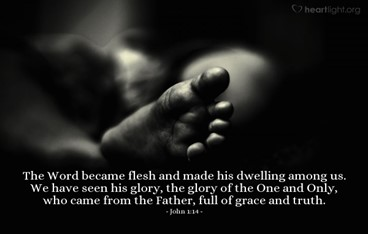 heartlight.org
The Word became flesh and made his dwelling among us.
We have seen his glory, the glory of the One and Only,
who came from the Father, full of grace and truth.
- John 1:14 -